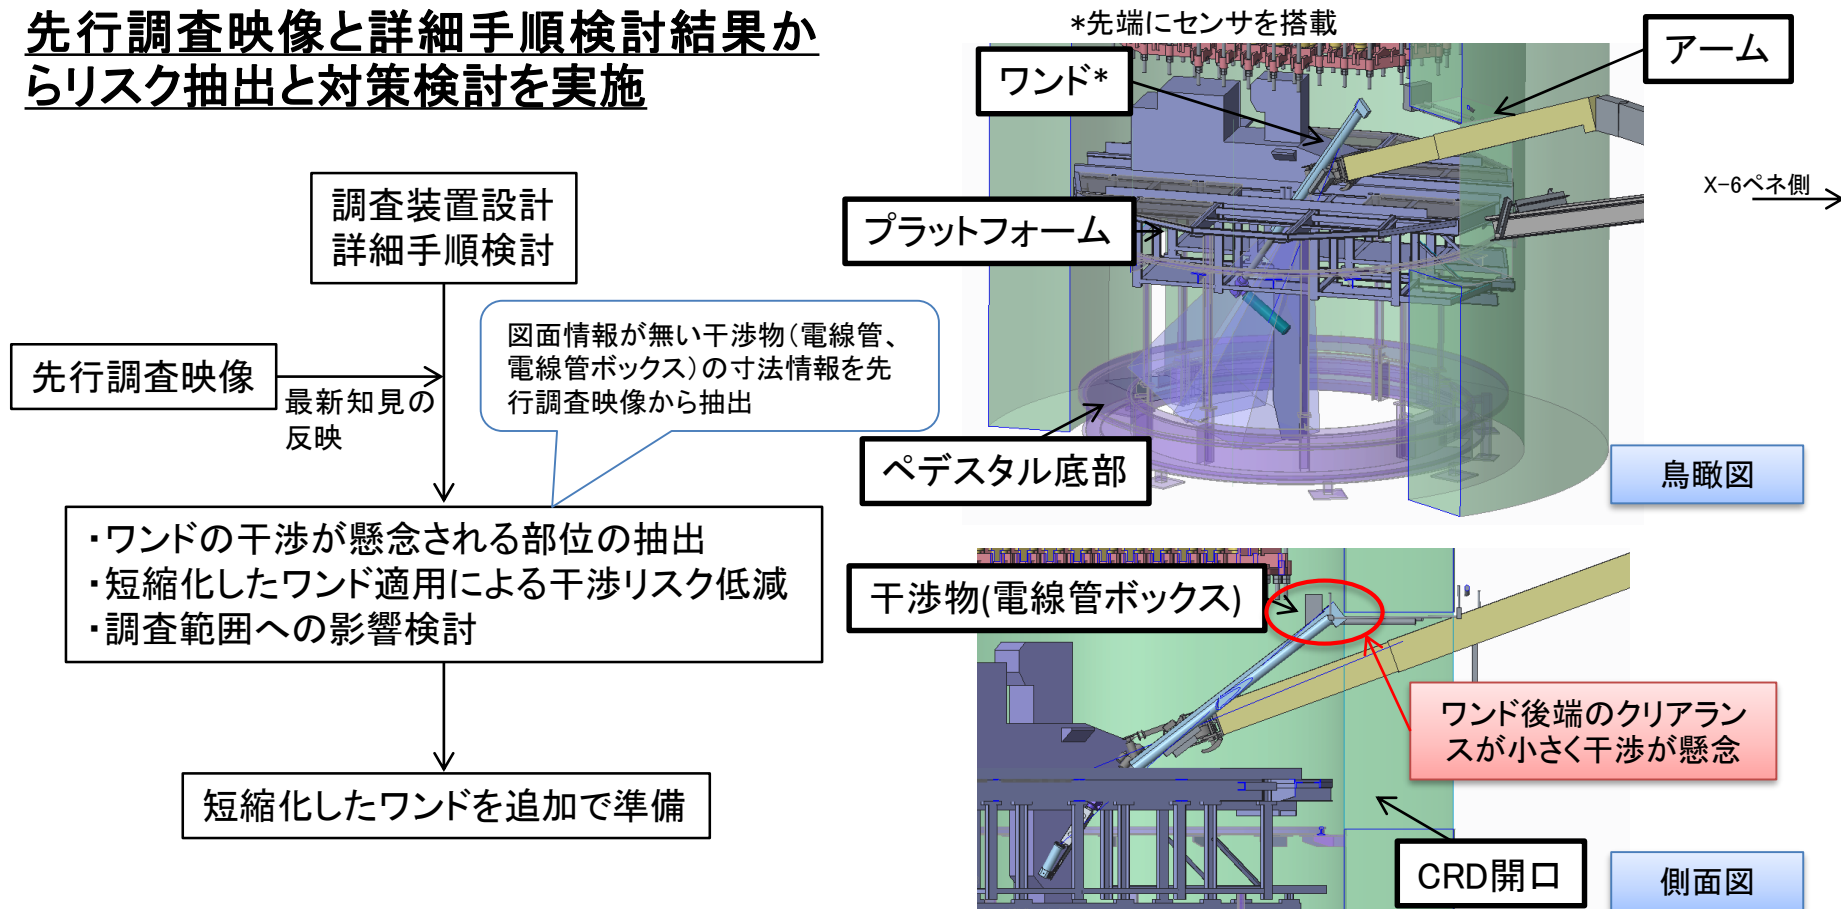 先行調査映像と詳細手順検討結果か
らリスク抽出と対策検討を実施
調査装置設計
詳細手順検討
先行調査映像
最新知見の
反映
図面情報が無い干渉物(電線管、
電線管ボックス)の寸法情報を先
行調査映像から抽出
・ワンドの干渉が懸念される部位の抽出
・短縮化したワンド適用による干渉リスク低減
・調査範囲への影響検討
短縮化したワンドを追加で準備
*先端にセンサを搭載
ワンド*
アーム
X-6ペネ側
プラットフォーム
ペデスタル底部
鳥瞰図
干渉物(電線管ボックス)
ワンド後端のクリアラン
スが小さく干渉が懸念
CRD開口
側面図